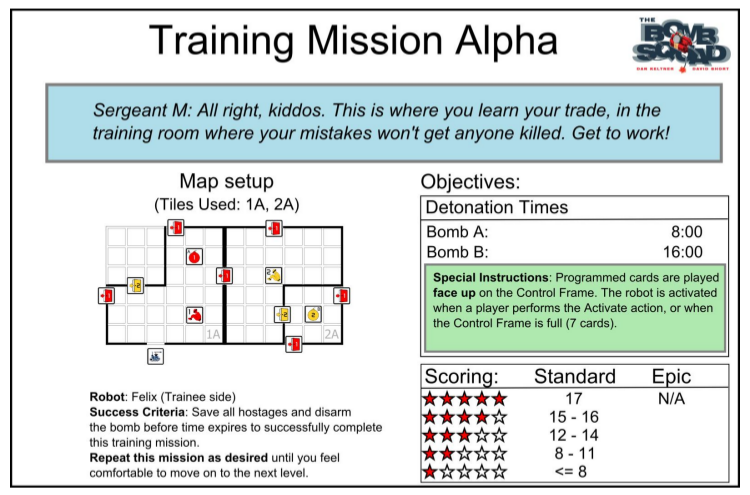 Training Mission Alpha
THE
BOMB
SQUAD
DAN KELTNER DAVID SHORT
Sergeant M: All right, kiddos. This is where you learn your trade, in the
training room where your mistakes won't get anyone killed. Get to work!
Map setup
(Tiles Used: 1A, 2A)
1A
2A
Robot: Felix (Trainee side)
Success Criteria: Save all hostages and disarm
the bomb before time expires to successfully complete
this training mission.
Repeat this mission as desired until you feel
comfortable to move on to the next level.
Objectives:
Detonation Times
Bomb A: 8:00
Bomb B: 16:00
Special Instructions: Programmed cards are played
face up on the Control Frame. The robot is activated
when a player performs the Activate action, or when
the Control Frame is full (7 cards).
Scoring: Standard Epic
17 N/A
15 - 16
12 - 14
8 - 11
<= 8